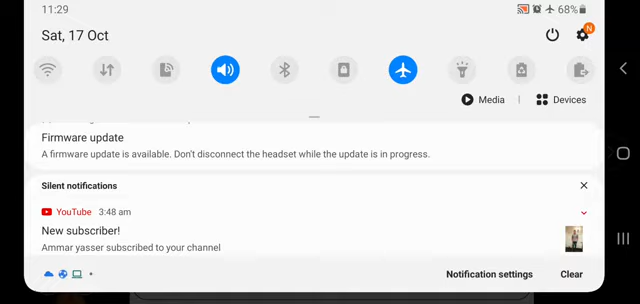 11:29
68%
Sat, 17 Oct
N
Media
Devices
Firmware update
A firmware update is available. Don't disconnect the headset while the update is in progress.
Silent notifications
YouTube 3:48 am
New subscriber!
Ammar yasser subscribed to your channel
Notification settings
Clear